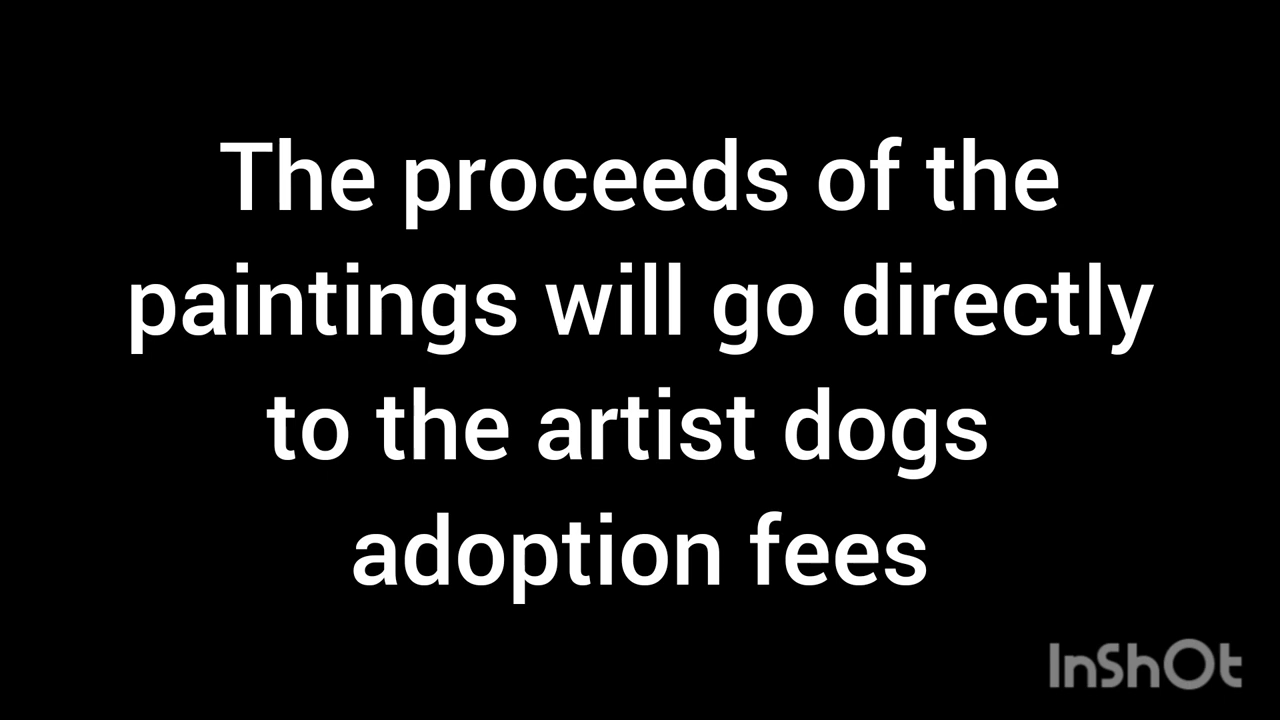 The proceeds of the
paintings will go directly
to the artist dogs
adoption fees
InShOt